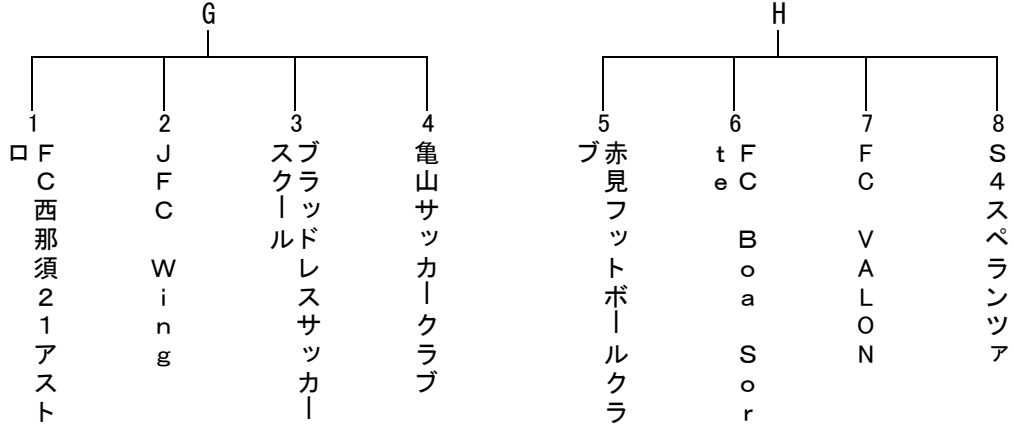 G
H
1
2
3
4
5
6
7
8
FC西那須21アストロ
JFC Wing
ブラッドレスサッカースクール
亀山サッカークラブ
赤見フットボールクラブ
FC Boa Sorte
FC VALON
S4スペランツァ